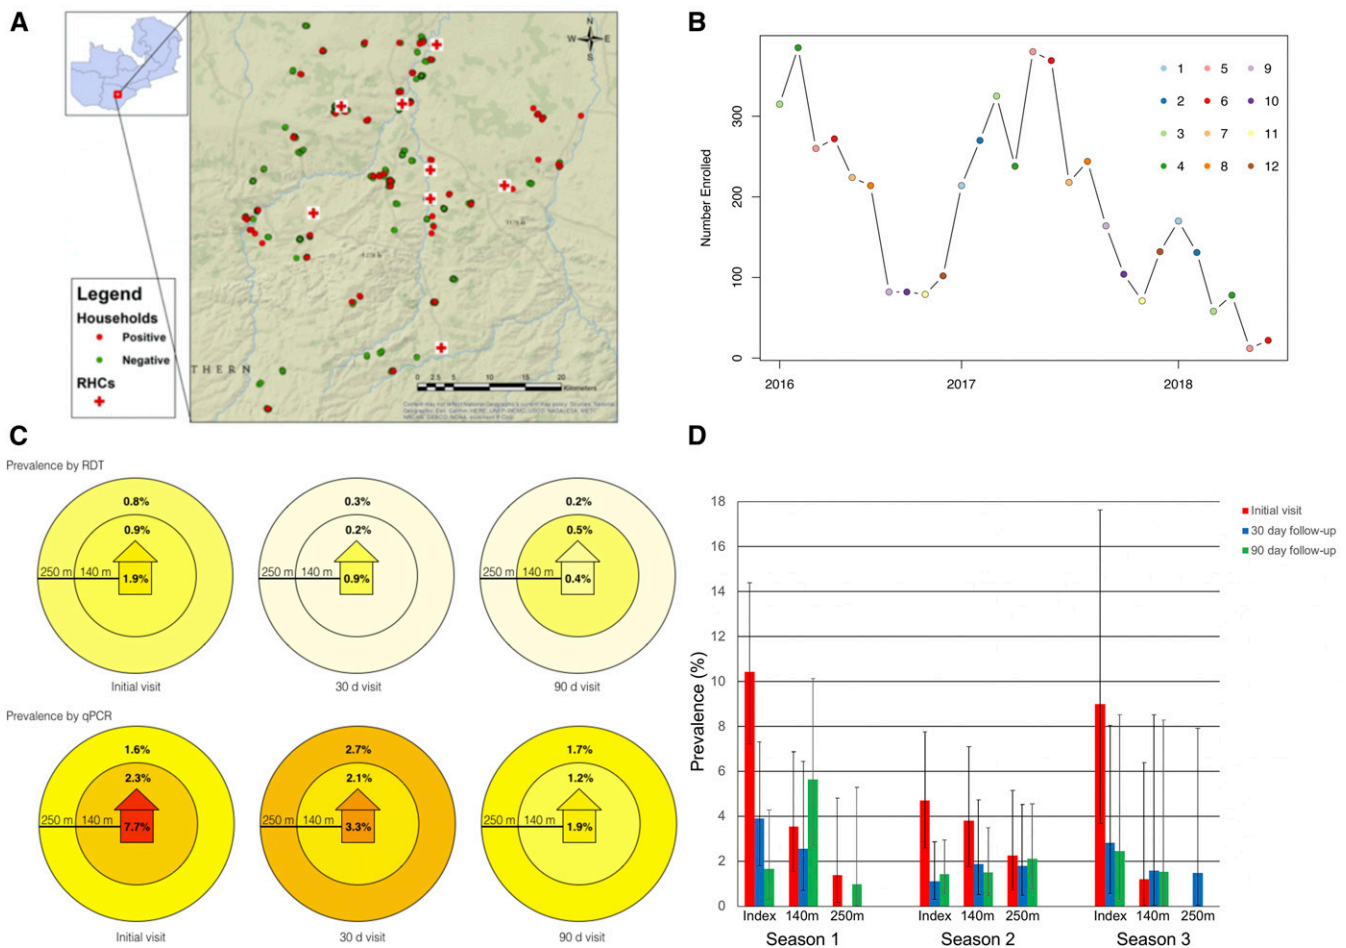 A
N
W
E
S
1175 m
THERN
0 2.5 5 10 15 20
Kilometers
Legend
Households
Positive
Negative
RHCs
B
Number Enrolled
0 100 200 300
2016 2017 2018
1 5 9
2 6 10
3 7 11
4 8 12
C
Prevalence by RDT
0.8% 0.3% 0.2%
0.9% 0.2% 0.5%
250 m 140 m 250 m 140 m 250 m 140 m
1.9% 0.9% 0.4%
Initial visit 30 d visit 90 d visit
Prevalence by qPCR
1.6% 2.7% 1.7%
2.3% 2.1% 1.2%
250 m 140 m 250 m 140 m 250 m 140 m
7.7% 3.3% 1.9%
Initial visit 30 d visit 90 d visit
D
Prevalence (%)
18
16
14
12
10
8
6
4
2
0
Initial visit
30 day follow-up
90 day follow-up
Index 140m 250m Index 140m 250m Index 140m 250m
Season 1 Season 2 Season 3